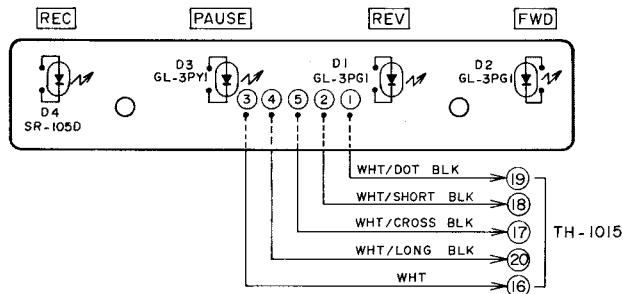 REC PAUSE REV FWD
D3 D1 D2
GL-3PY1 GL-3PG1 GL-3PG1
3 4 5 2 1
D4
SR-105D
WHT/DOT BLK 19
WHT/SHORT BLK 18
WHT/CROSS BLK 17 TH-1015
WHT/LONG BLK 20
WHT 16